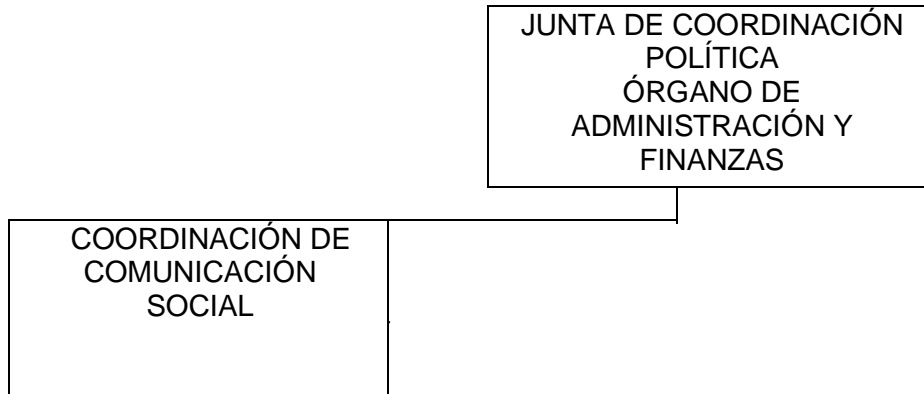 JUNTA DE COORDINACIÓN
POLÍTICA
ÓRGANO DE
ADMINISTRACIÓN Y
FINANZAS
COORDINACIÓN DE
COMUNICACIÓN
SOCIAL